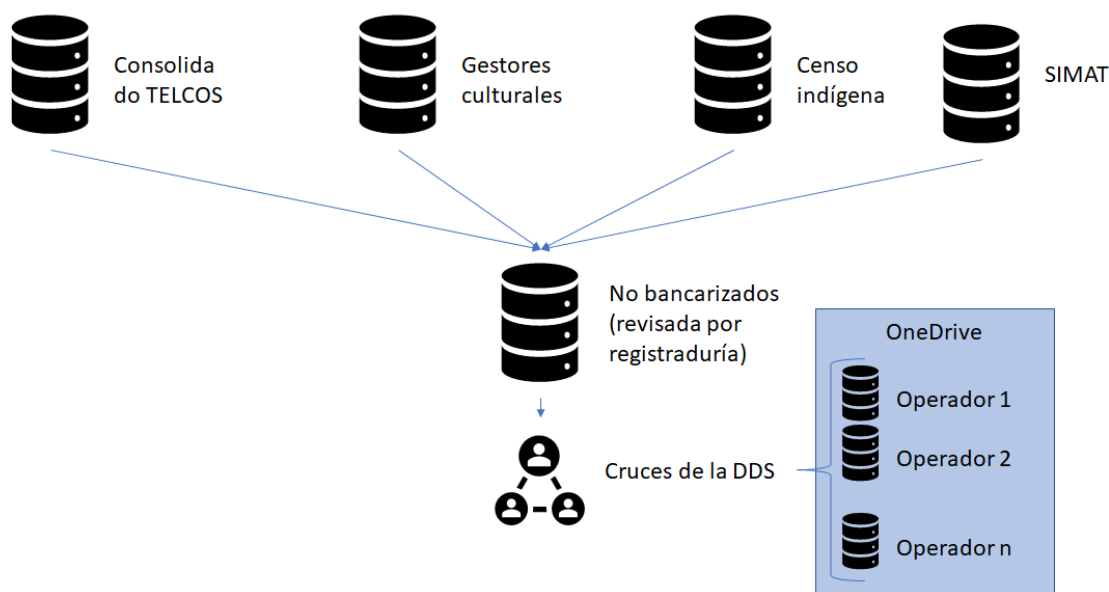 Consolida
do TELCOS
Gestores
culturales
Censo
indígena
SIMAT
No bancarizados
(revisada por
registraduría)
OneDrive
Operador 1
Operador 2
Cruces de la DDS
Operador n